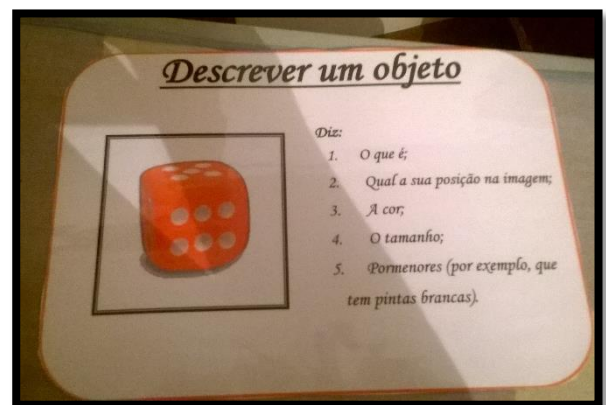 Descrever um objeto
Diz:
1. O que é;
2. Qual a sua posição na imagem;
3. A cor;
4. O tamanho;
5. Pormenores (por exemplo, que
tem pintas brancas).